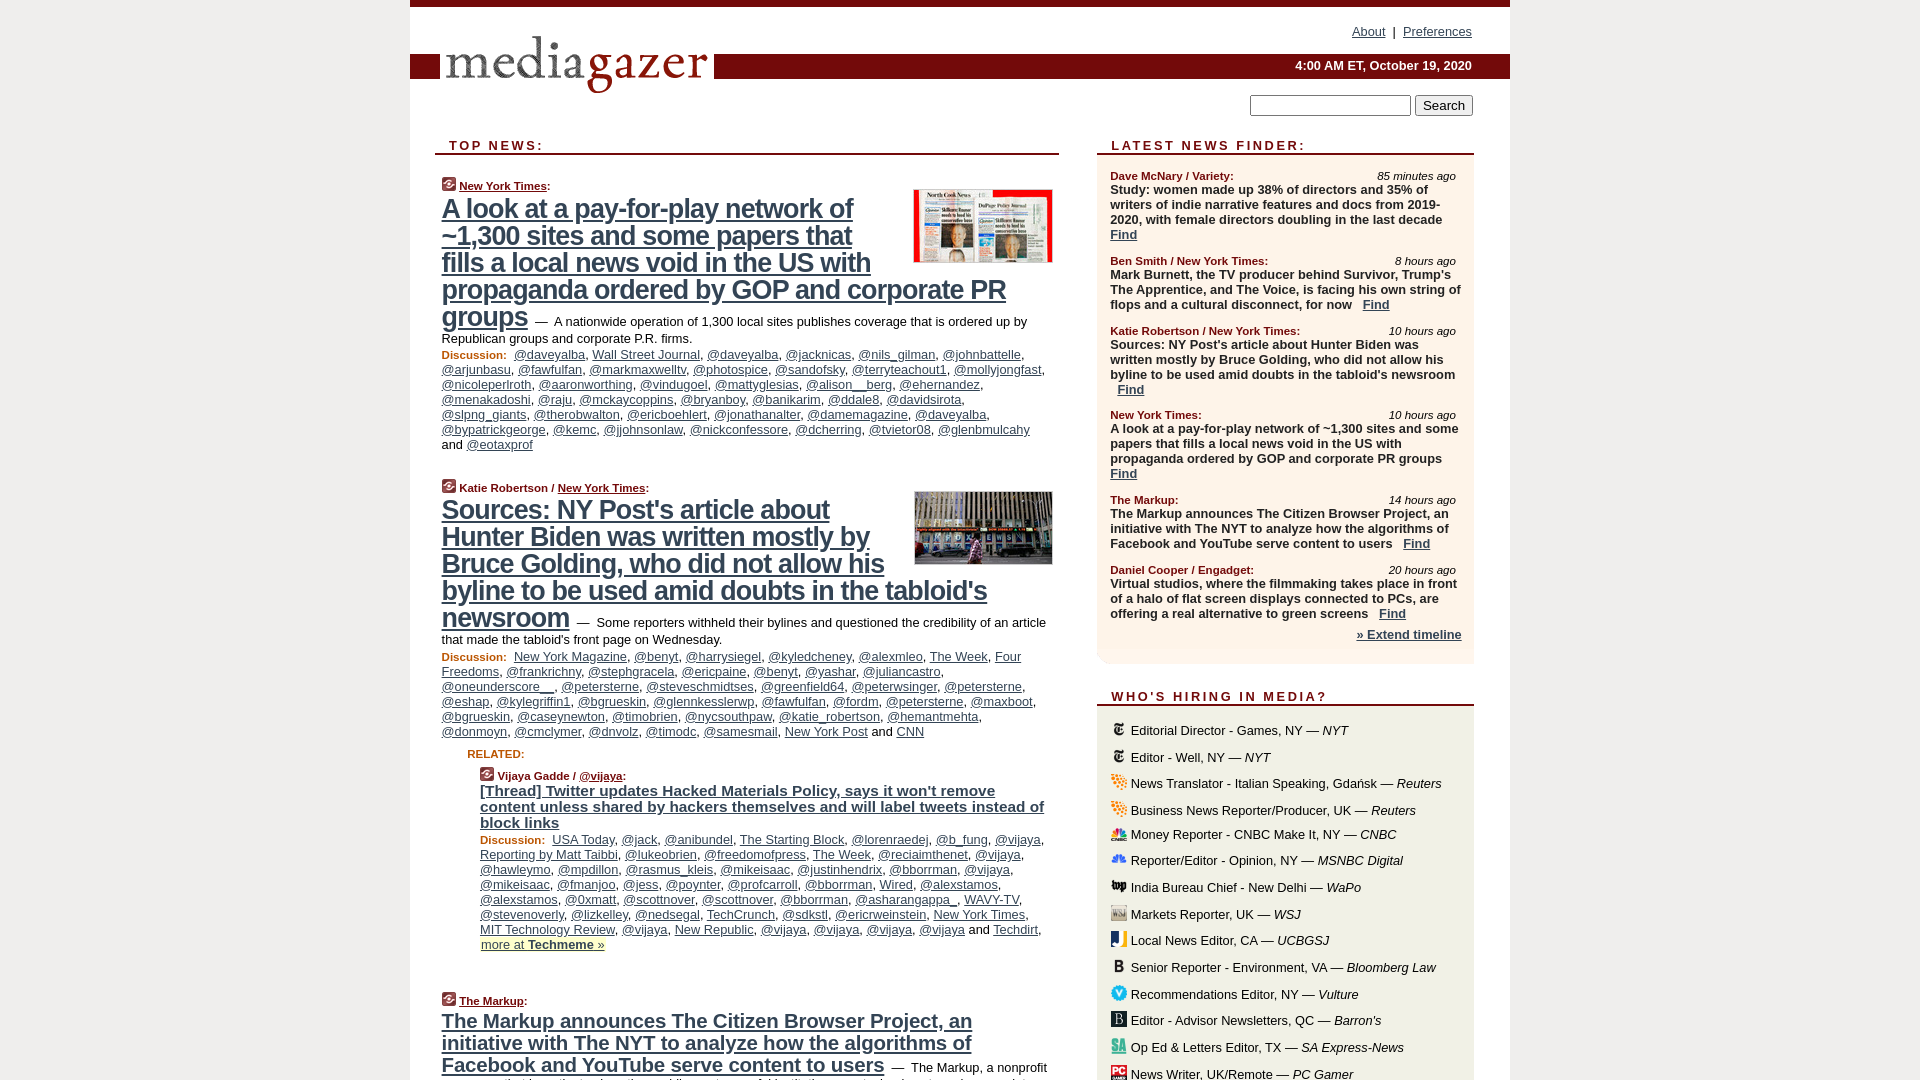 About | Preferences
mediagazer
4:00 AM ET, October 19, 2020
Search
TOP NEWS:
New York Times:
A look at a pay-for-play network of
~1,300 sites and some papers that
fills a local news void in the US with
propaganda ordered by GOP and corporate PR
groups — A nationwide operation of 1,300 local sites publishes coverage that is ordered up by
Republican groups and corporate P.R. firms.
Discussion: @daveyalba, Wall Street Journal, @daveyalba, @jacknicas, @nils_gilman, @johnbattelle,
@arjunbasu, @fawfulfan, @markmaxwelltv, @photospice, @sandofsky, @terryteachout1, @mollyjongfast,
@nicoleperlroth, @aaronworthing, @vindugoel, @mattyglesias, @alison__berg, @ehernandez,
@menakadoshi, @raju, @mckaycoppins, @bryanboy, @banikarim, @ddale8, @davidsirota,
@slpng_giants, @therobwalton, @ericboehlert, @jonathanalter, @damemagazine, @daveyalba,
@bypatrickgeorge, @kemc, @jjohnsonlaw, @nickconfessore, @dcherring, @tvietor08, @glenbmulcahy
and @eotaxprof
North Cook News
DuPage Policy Journal
Katie Robertson / New York Times:
Sources: NY Post's article about
Hunter Biden was written mostly by
Bruce Golding, who did not allow his
byline to be used amid doubts in the tabloid's
newsroom — Some reporters withheld their bylines and questioned the credibility of an article
that made the tabloid's front page on Wednesday.
Discussion: New York Magazine, @benyt, @harrysiegel, @kyledcheney, @alexmleo, The Week, Four
Freedoms, @frankrichny, @stephgracela, @ericpaine, @benyt, @yashar, @juliancastro,
@oneunderscore__, @petersterne, @steveschmidtses, @greenfield64, @peterwsinger, @petersterne,
@eshap, @kylegriffin1, @bgrueskin, @glennkesslerwp, @fawfulfan, @fordm, @petersterne, @maxboot,
@bgrueskin, @caseynewton, @timobrien, @nycsouthpaw, @katie_robertson, @hemantmehta,
@donmoyn, @cmclymer, @dnvolz, @timodc, @samesmail, New York Post and CNN
RELATED:
Vijaya Gadde / @vijaya:
[Thread] Twitter updates Hacked Materials Policy, says it won't remove
content unless shared by hackers themselves and will label tweets instead of
block links
Discussion: USA Today, @jack, @anibundel, The Starting Block, @lorenraedej, @b_fung, @vijaya,
Reporting by Matt Taibbi, @lukeobrien, @freedomofpress, The Week, @reciaimthenet, @vijaya,
@hawleymo, @mpdillon, @rasmus_kleis, @mikeisaac, @justinhendrix, @bborrman, @vijaya,
@mikeisaac, @fmanjoo, @jess, @poynter, @profcarroll, @bborrman, Wired, @alexstamos,
@alexstamos, @0xmatt, @scottnover, @scottnover, @bborrman, @asharangappa_, WAVY-TV,
@stevenoverly, @lizkelley, @nedsegal, TechCrunch, @sdkstl, @ericrweinstein, New York Times,
MIT Technology Review, @vijaya, New Republic, @vijaya, @vijaya, @vijaya, @vijaya and Techdirt,
more at Techmeme »
The Markup:
The Markup announces The Citizen Browser Project, an
initiative with The NYT to analyze how the algorithms of
Facebook and YouTube serve content to users — The Markup, a nonprofit
LATEST NEWS FINDER:
Dave McNary / Variety: 85 minutes ago
Study: women made up 38% of directors and 35% of
writers of indie narrative features and docs from 2019-
2020, with female directors doubling in the last decade
Find
Ben Smith / New York Times: 8 hours ago
Mark Burnett, the TV producer behind Survivor, Trump's
The Apprentice, and The Voice, is facing his own string of
flops and a cultural disconnect, for now Find
Katie Robertson / New York Times: 10 hours ago
Sources: NY Post's article about Hunter Biden was
written mostly by Bruce Golding, who did not allow his
byline to be used amid doubts in the tabloid's newsroom
Find
New York Times: 10 hours ago
A look at a pay-for-play network of ~1,300 sites and some
papers that fills a local news void in the US with
propaganda ordered by GOP and corporate PR groups
Find
The Markup: 14 hours ago
The Markup announces The Citizen Browser Project, an
initiative with The NYT to analyze how the algorithms of
Facebook and YouTube serve content to users Find
Daniel Cooper / Engadget: 20 hours ago
Virtual studios, where the filmmaking takes place in front
of a halo of flat screen displays connected to PCs, are
offering a real alternative to green screens Find
» Extend timeline
WHO'S HIRING IN MEDIA?
Editorial Director - Games, NY — NYT
Editor - Well, NY — NYT
News Translator - Italian Speaking, Gdańsk — Reuters
Business News Reporter/Producer, UK — Reuters
Money Reporter - CNBC Make It, NY — CNBC
Reporter/Editor - Opinion, NY — MSNBC Digital
India Bureau Chief - New Delhi — WaPo
Markets Reporter, UK — WSJ
Local News Editor, CA — UCBGSJ
Senior Reporter - Environment, VA — Bloomberg Law
Recommendations Editor, NY — Vulture
Editor - Advisor Newsletters, QC — Barron's
Op Ed & Letters Editor, TX — SA Express-News
News Writer, UK/Remote — PC Gamer